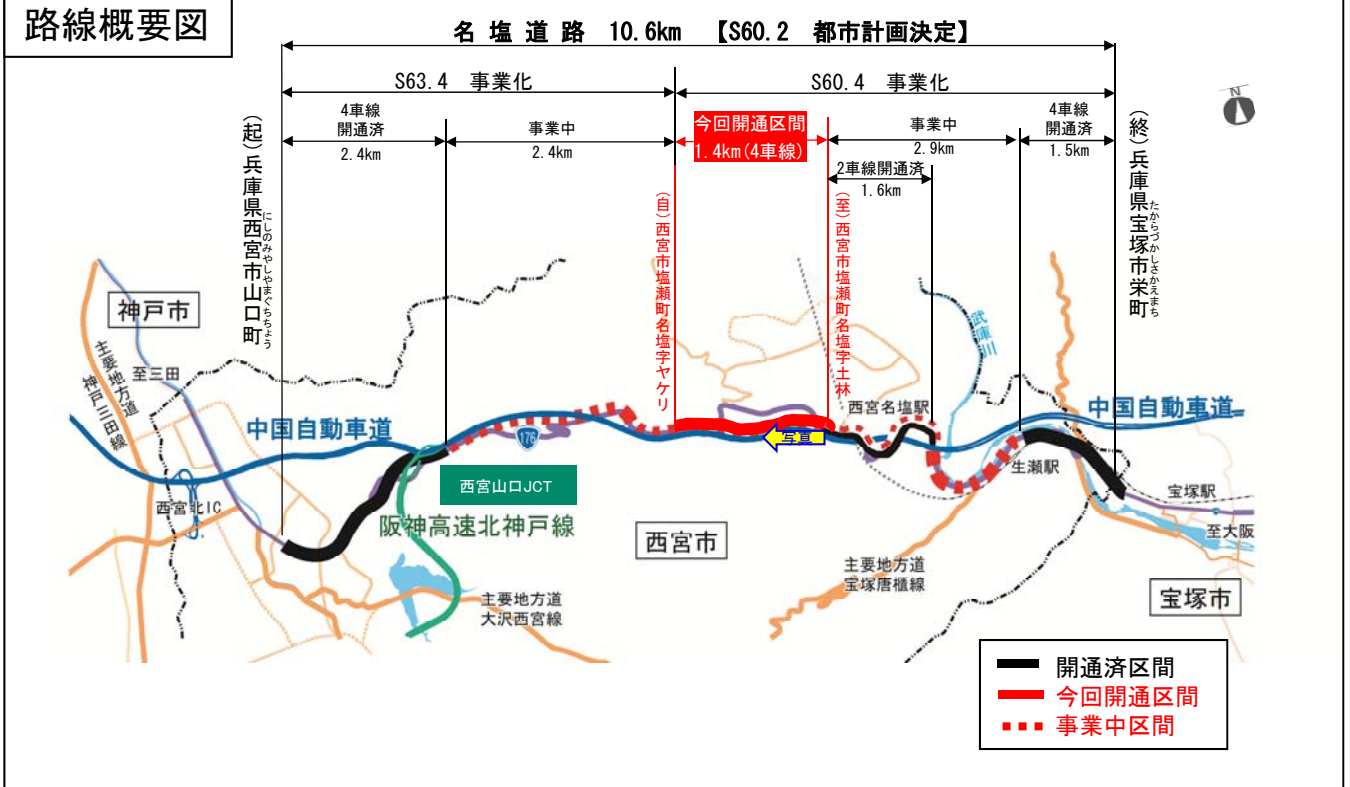 路線概要図
名塩道路 10.6km 【S60.2 都市計画決定】
S63.4 事業化
S60.4 事業化
N
4車線
開通済
2.4km
事業中
2.4km
今回開通区間
1.4km(4車線)
事業中
2.9km
2車線開通済
1.6km
4車線
開通済
1.5km
(起)兵庫県西宮市山口町
にしのみやしやまぐちちょう
(自)西宮市塩瀬町名塩字ヤケリ
(至)西宮市塩瀬町名塩字土林
(終)兵庫県宝塚市栄町
たからづかしさかえまち
神戸市
主要地方道
神戸三田線
至三田
中国自動車道
176
写真
西宮名塩駅
武庫川
中国自動車道
生瀬駅
宝塚駅
至大阪
西宮北IC
西宮山口JCT
阪神高速北神戸線
西宮市
主要地方道
大沢西宮線
主要地方道
宝塚唐櫃線
宝塚市
開通済区間
今回開通区間
事業中区間